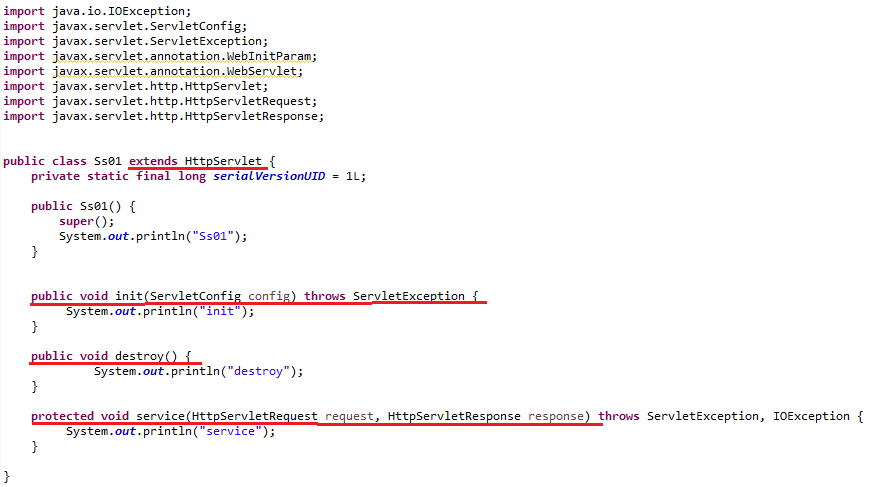 import java.io.IOException;
import javax.servlet.ServletConfig;
import javax.servlet.ServletException;
import javax.servlet.annotation.WebInitParam;
import javax.servlet.annotation.WebServlet;
import javax.servlet.http.HttpServlet;
import javax.servlet.http.HttpServletRequest;
import javax.servlet.http.HttpServletResponse;
public class Ss01 extends HttpServlet {
private static final long serialVersionUID = 1L;
public Ss01() {
super();
System.out.println("Ss01");
}
public void init(ServletConfig config) throws ServletException {
System.out.println("init");
}
public void destroy() {
System.out.println("destroy");
}
protected void service(HttpServletRequest request, HttpServletResponse response) throws ServletException, IOException {
System.out.println("service");
}
}